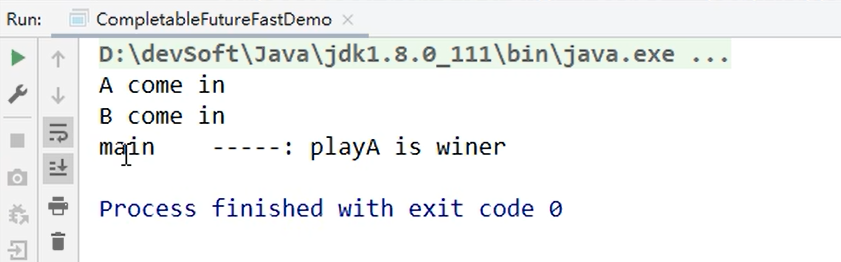 Run: CompletableFutureFastDemo ×
D:\devSoft\Java\jdk1.8.0_111\bin\java.exe ...
A come in
B come in
main -----: playA is winer
Process finished with exit code 0